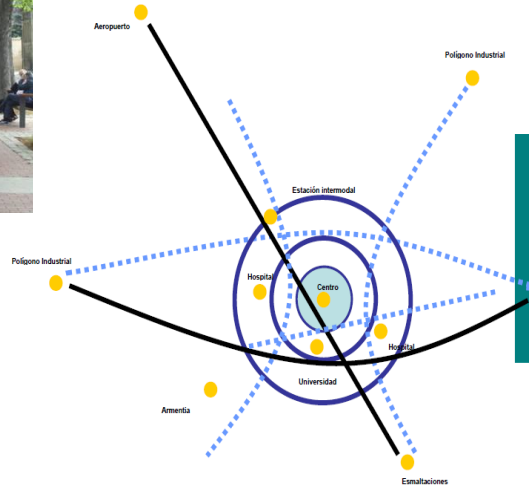 Aeropuerto
Polígono Industrial
Estación intermodal
Polígono Industrial
Hospital
Centro
Hospital
Universidad
Armentia
Esmaltaciones